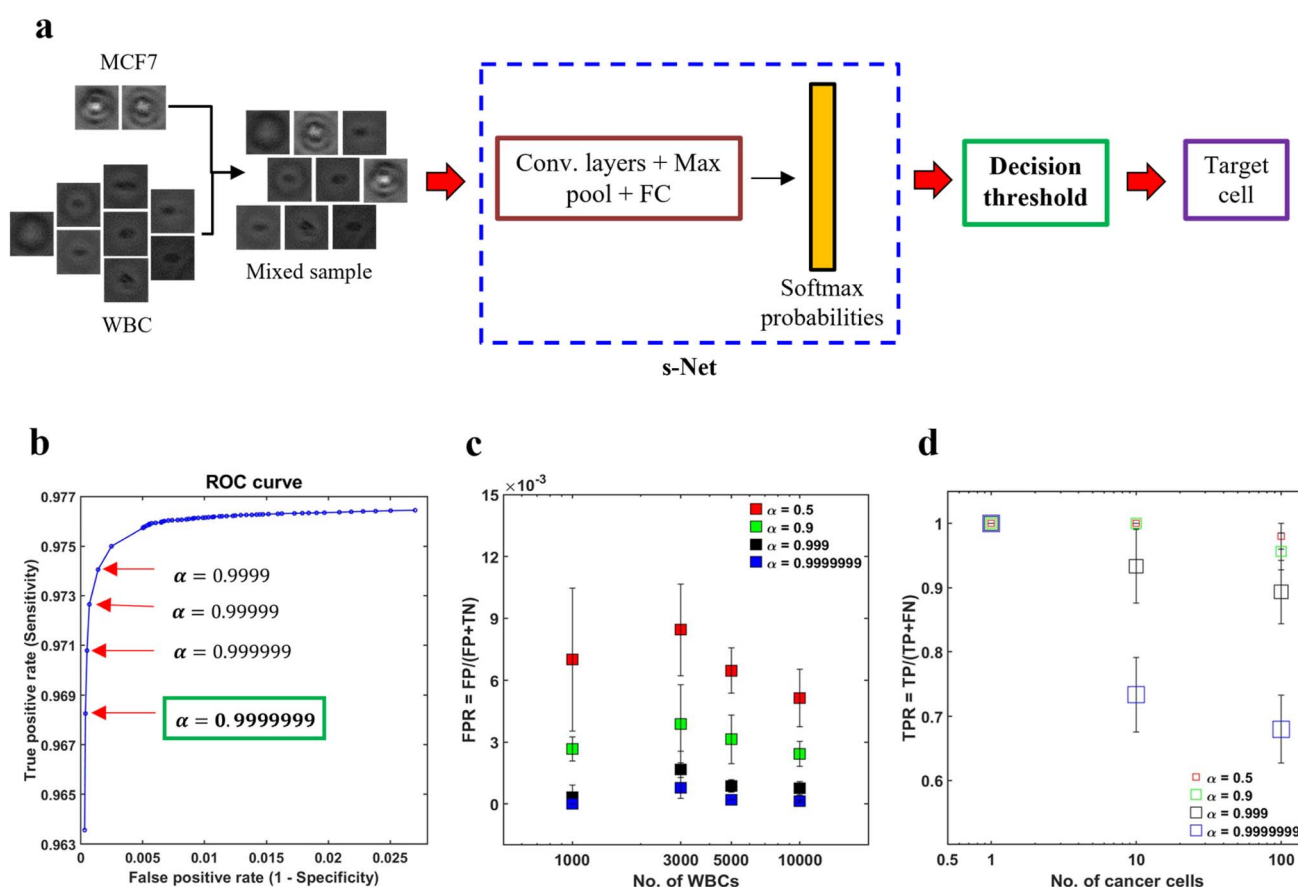 a
MCF7
WBC
Mixed sample
Conv. layers + Max
pool + FC
Softmax
probabilities
s-Net
Decision
threshold
Target
cell
b
ROC curve
True positive rate (Sensitivity)
0.977
0.975
0.973
0.971
0.969
0.967
0.965
0.963
α = 0.9999
α = 0.99999
α = 0.999999
α = 0.9999999
0
0.005
0.01
0.015
0.02
0.025
False positive rate (1 - Specificity)
c
×10⁻³
FPR = FP/(FP+TN)
15
12
9
6
3
0
α = 0.5
α = 0.9
α = 0.999
α = 0.9999999
1000
3000
5000
10000
No. of WBCs
d
TPR = TP/(TP+FN)
1
0.9
0.8
0.7
0.6
α = 0.5
α = 0.9
α = 0.999
α = 0.9999999
0.5
1
10
100
No. of cancer cells